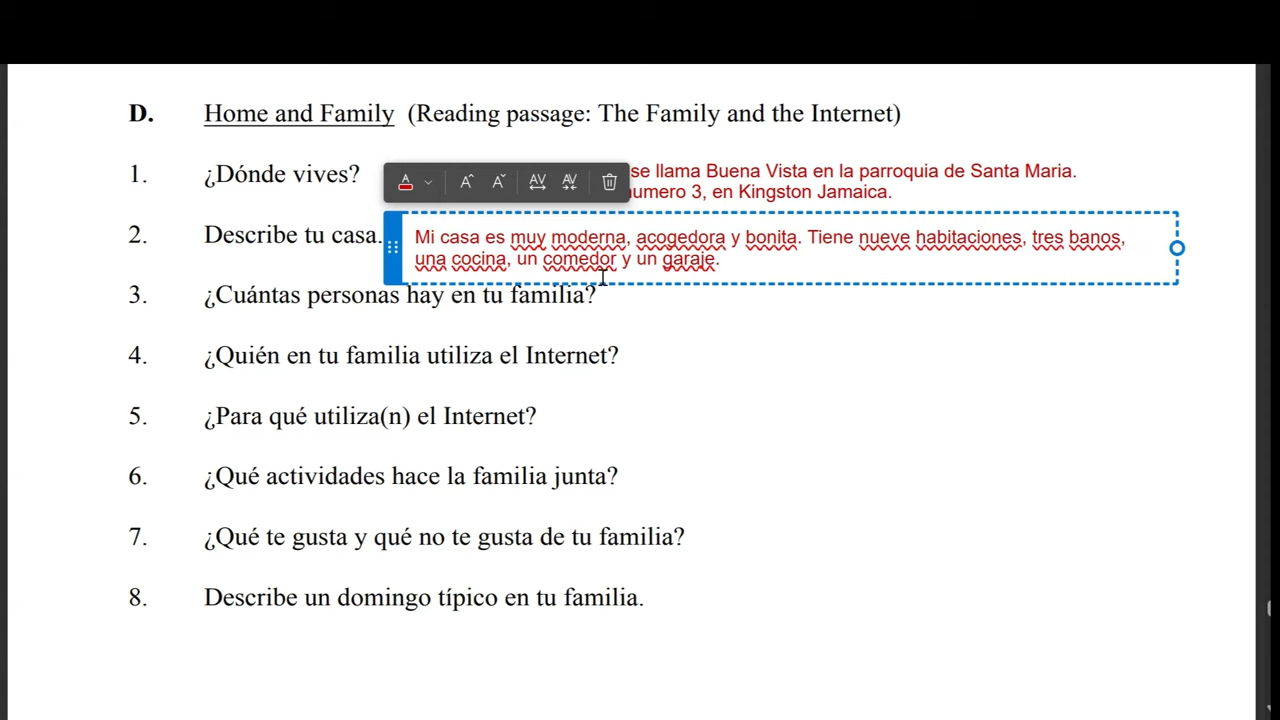 D. Home and Family (Reading passage: The Family and the Internet)
1. ¿Dónde vives? se llama Buena Vista en la parroquia de Santa Maria.
numero 3, en Kingston Jamaica.
2. Describe tu casa. Mi casa es muy moderna, acogedora y bonita. Tiene nueve habitaciones, tres banos,
una cocina, un comedor y un garaje.
3. ¿Cuántas personas hay en tu familia?
4. ¿Quién en tu familia utiliza el Internet?
5. ¿Para qué utiliza(n) el Internet?
6. ¿Qué actividades hace la familia junta?
7. ¿Qué te gusta y qué no te gusta de tu familia?
8. Describe un domingo típico en tu familia.